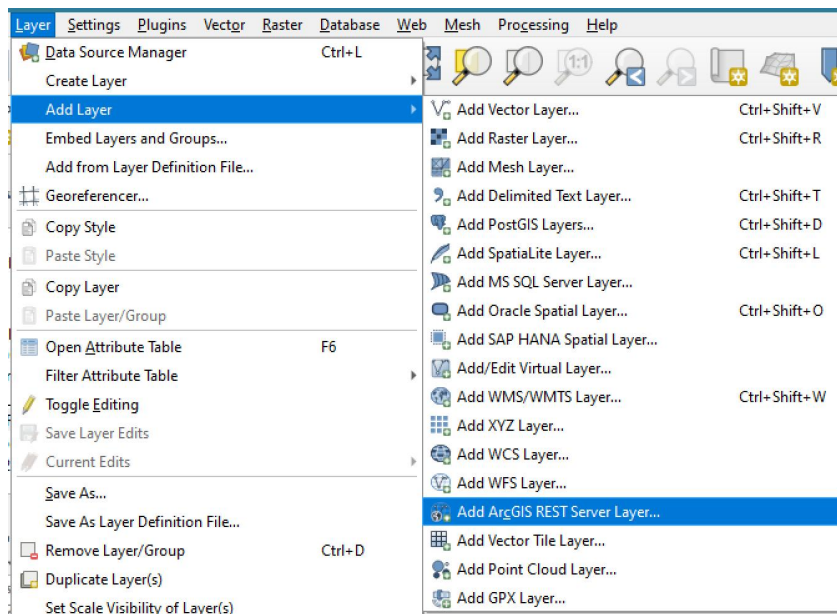 Layer Settings Plugins Vector Raster Database Web Mesh Processing Help
Data Source Manager Ctrl+L
Create Layer
Add Layer
Embed Layers and Groups...
Add from Layer Definition File...
Georeferencer...
Copy Style
Paste Style
Copy Layer
Paste Layer/Group
Open Attribute Table F6
Filter Attribute Table
Toggle Editing
Save Layer Edits
Current Edits
Save As...
Save As Layer Definition File...
Remove Layer/Group Ctrl+D
Duplicate Layer(s)
Set Scale Visibility of Layer(s)
1:1
Add Vector Layer... Ctrl+Shift+V
Add Raster Layer... Ctrl+Shift+R
Add Mesh Layer...
Add Delimited Text Layer... Ctrl+Shift+T
Add PostGIS Layers... Ctrl+Shift+D
Add SpatiaLite Layer... Ctrl+Shift+L
Add MS SQL Server Layer...
Add Oracle Spatial Layer... Ctrl+Shift+O
Add SAP HANA Spatial Layer...
Add/Edit Virtual Layer...
Add WMS/WMTS Layer... Ctrl+Shift+W
Add XYZ Layer...
Add WCS Layer...
Add WFS Layer...
Add ArcGIS REST Server Layer...
Add Vector Tile Layer...
Add Point Cloud Layer...
Add GPX Layer...